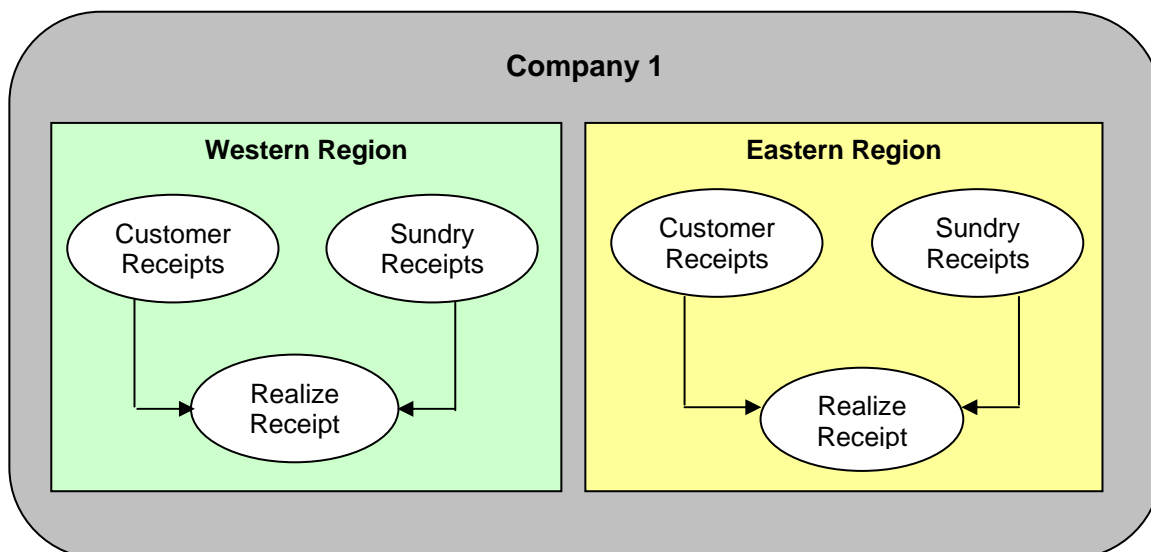 Company 1
Western Region
Customer
Receipts
Sundry
Receipts
Realize
Receipt
Eastern Region
Customer
Receipts
Sundry
Receipts
Realize
Receipt